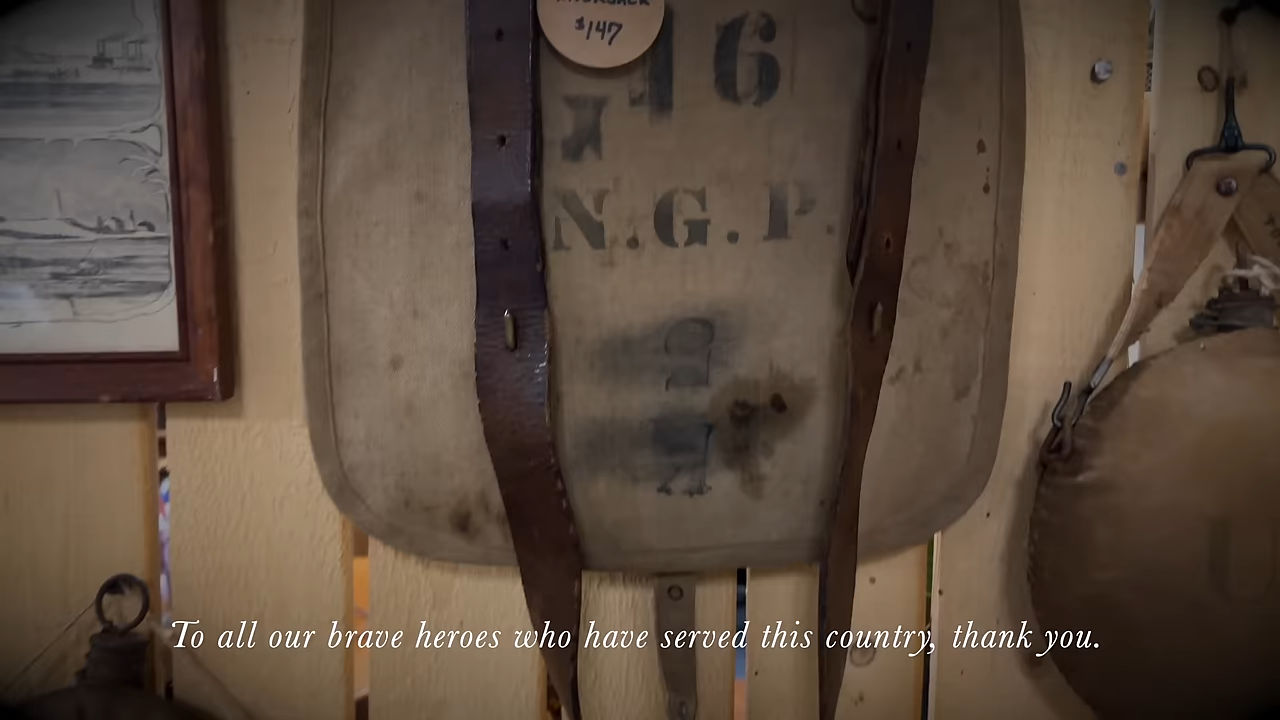 $147
16
I
N.G.P.
To all our brave heroes who have served this country, thank you.